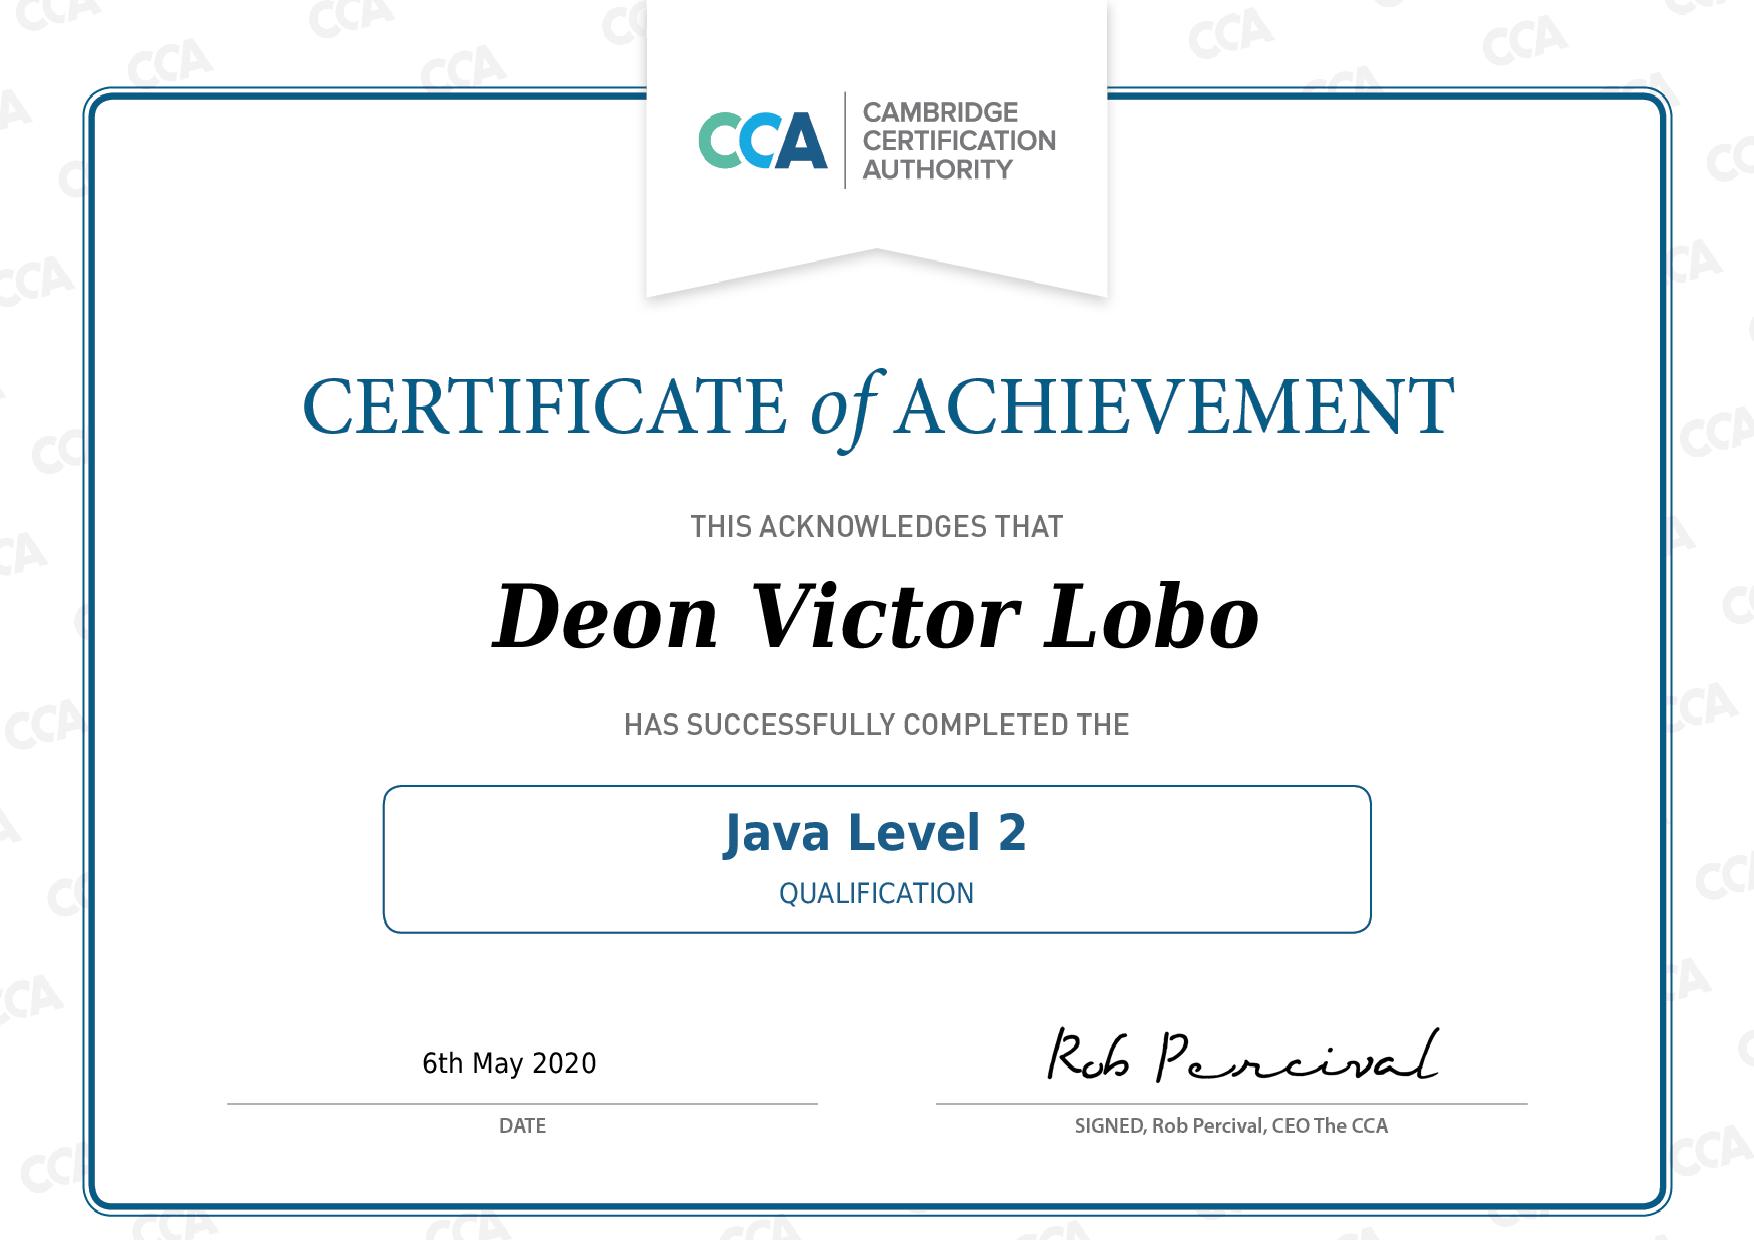 CCA
CAMBRIDGE
CERTIFICATION
AUTHORITY
CERTIFICATE of ACHIEVEMENT
THIS ACKNOWLEDGES THAT
Deon Victor Lobo
HAS SUCCESSFULLY COMPLETED THE
Java Level 2
QUALIFICATION
6th May 2020
Rob Percival
DATE
SIGNED, Rob Percival, CEO The CCA